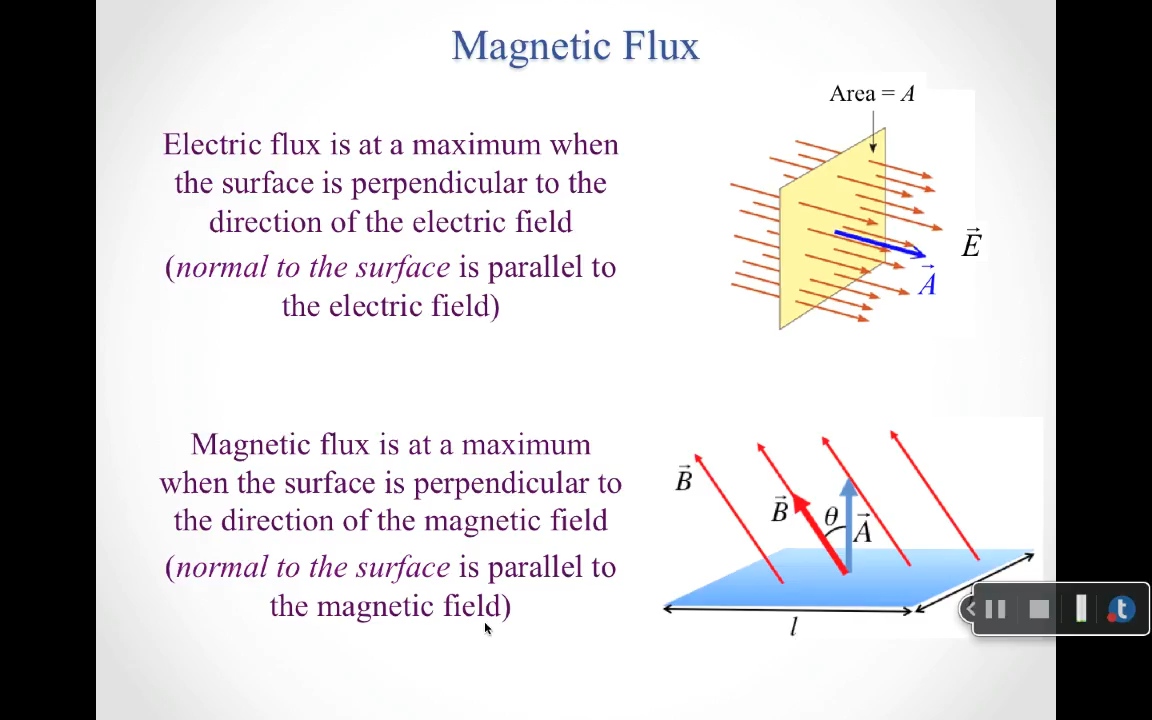 Magnetic Flux
Area = A
Electric flux is at a maximum when
the surface is perpendicular to the
direction of the electric field
(normal to the surface is parallel to
the electric field)
E
A
Magnetic flux is at a maximum
when the surface is perpendicular to
the direction of the magnetic field
(normal to the surface is parallel to
the magnetic field)
B
B
θ
A
l
t